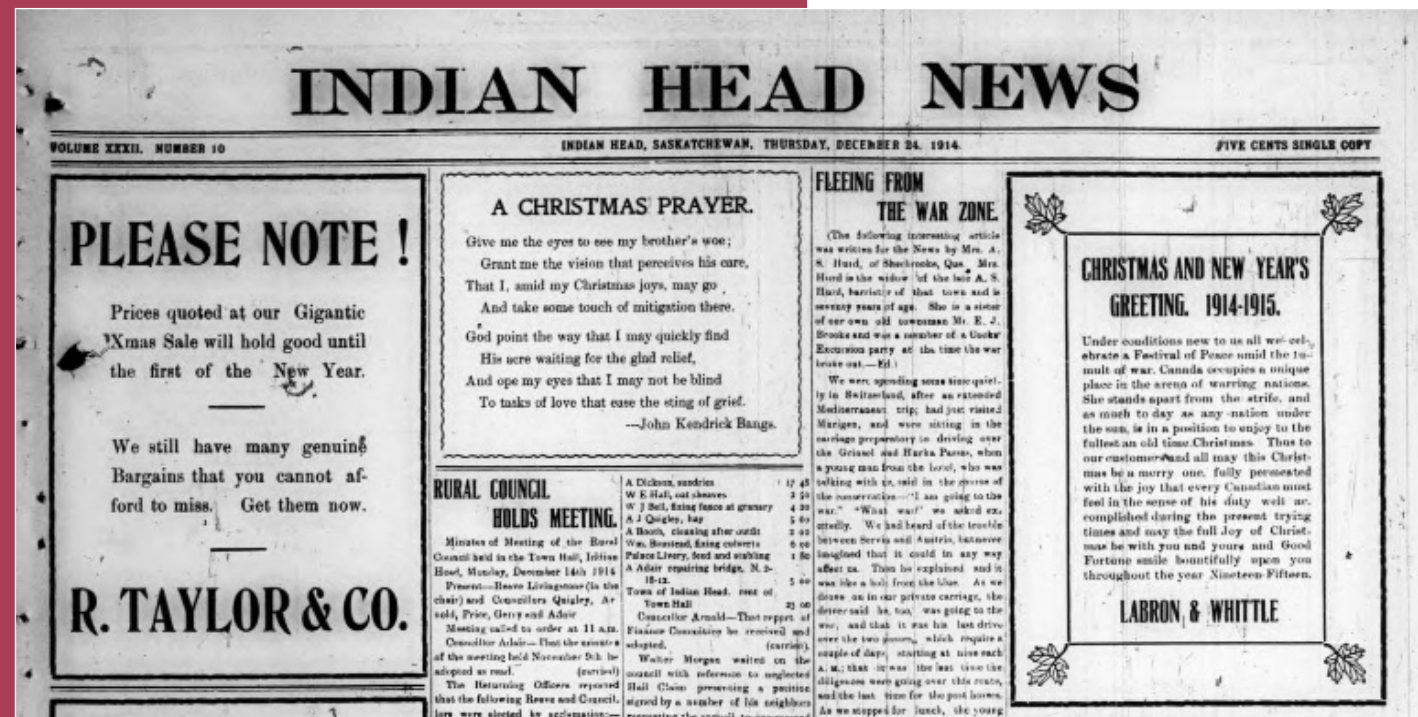 INDIAN HEAD NEWS
VOLUME XXXII. NUMBER 10
INDIAN HEAD, SASKATCHEWAN, THURSDAY, DECEMBER 24. 1914.
FIVE CENTS SINGLE COPY
PLEASE NOTE !
Prices quoted at our Gigantic
'Xmas Sale will hold good until
the first of the New Year.
We still have many genuine
Bargains that you cannot af-
ford to miss. Get them now.
R. TAYLOR & CO.
A CHRISTMAS PRAYER.
Give me the eyes to see my brother's woe;
Grant me the vision that perceives his care,
That I, amid my Christmas joys, may go
And take some touch of mitigation there.
God point the way that I may quickly find
His acre waiting for the glad relief,
And ope my eyes that I may not be blind
To tasks of love that ease the sting of grief.
---John Kendrick Bangs.
RURAL COUNCIL
HOLDS MEETING.
Minutes of Meeting of the Rural
Council held in the Town Hall, Indian
Head, Monday, December 14th 1914
Present—Reeve Livingstone (in the
chair) and Councillors Quigley, Ar
nold, Price, Gerry and Adair
Meeting called to order at 11 a.m.
Councillor Adair—That the minutes
of the meeting held November 9th be
adopted as read. (carried)
The Returning Officers reported
that the following Reeve and Council,
lors were elected by acclamation:—
A Dickson, sundries 17 45
W E Hall, oat sheaves
W J Bell, fixing fence at granary 4 20
A J Quigley, hay
A Booth, cleaning after outfit
Wm. Boustead, fixing culverts 6 00
Palace Livery, feed and stabling 1 50
A Adair repairing bridge, N. 2-
18-12. 5 00
Town of Indian Head, rent of
Town Hall 25 00
Councillor Arnold—That report of
Finance Committee be received and
adopted. (carried).
Walter Morgan waited on the
council with reference to neglected
Hail Claim presenting a petition
signed by a number of his neighbors
requesting the council to
FLEEING FROM
THE WAR ZONE.
(The following interesting article
was written for the News by Mrs. A.
S. Hurd, of Sherbrooke, Que. Mrs.
Hurd is the widow of the late A. S.
Hurd, barrister of that town and is
seventy years of age. She is a sister
of our own old townsman Mr. E. J.
Brooks and was a member of a Cooks'
Excursion party at the time the war
broke out.—Ed.)
We were spending some time quiet-
ly in Switzerland, after an extended
Mediterranean trip; had just visited
and were sitting in the
carriage preparatory to driving over
the and Furka Passes, when
a young man from the hotel, who was
talking with us, said in the course of
the conversation—"I am going to the
war." "What war?" we asked ex.
citedly. We had heard of the trouble
between Servia and Austria, but never
imagined that it could in any way
affect us. Then he explained and it
was like a bolt from the blue. As we
drove on in our private carriage, the
driver said he, too, was going to the
war, and that it was his last drive
over the two passes, which require a
couple of days, starting at nine each
a. m.; that it was the last time the
diligences were going over this route,
and the last time for the post horses.
As we stopped for lunch, the young
CHRISTMAS AND NEW YEAR'S
GREETING. 1914-1915.
Under conditions new to us all we cel-
ebrate a Festival of Peace amid the tu-
mult of war. Canada occupies a unique
place in the arena of warring nations.
She stands apart from the strife, and
as much to day as any nation under
the sun, is in a position to enjoy to the
fullest an old time Christmas Thus to
our customers and all may this Christ-
mas be a merry one, fully permeated
with the joy that every Canadian must
feel in the sense of his duty well ac.
complished during the present trying
times and may the full Joy of Christ-
mas be with you and yours and Good
Fortune smile bountifully upon you
throughout the year Nineteen-Fifteen.
LABRON & WHITTLE